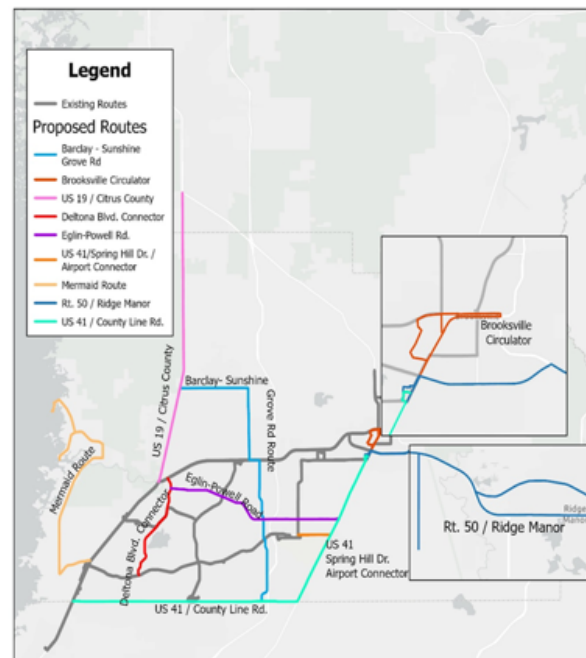 Legend
Existing Routes
Proposed Routes
Barclay - Sunshine
Grove Rd
Brooksville Circulator
US 19 / Citrus County
Deltona Blvd. Connector
Eglin-Powell Rd.
US 41/Spring Hill Dr. /
Airport Connector
Mermaid Route
Rt. 50 / Ridge Manor
US 41 / County Line Rd.
Brooksville
Circulator
US 19 / Citrus County
Barclay- Sunshine
Grove Rd Route
Mermaid Route
Eglin-Powell Road
Deltona Blvd. Connector
Ridge
Manor
Rt. 50 / Ridge Manor
US 41
Spring Hill Dr.
Airport Connector
US 41 / County Line Rd.